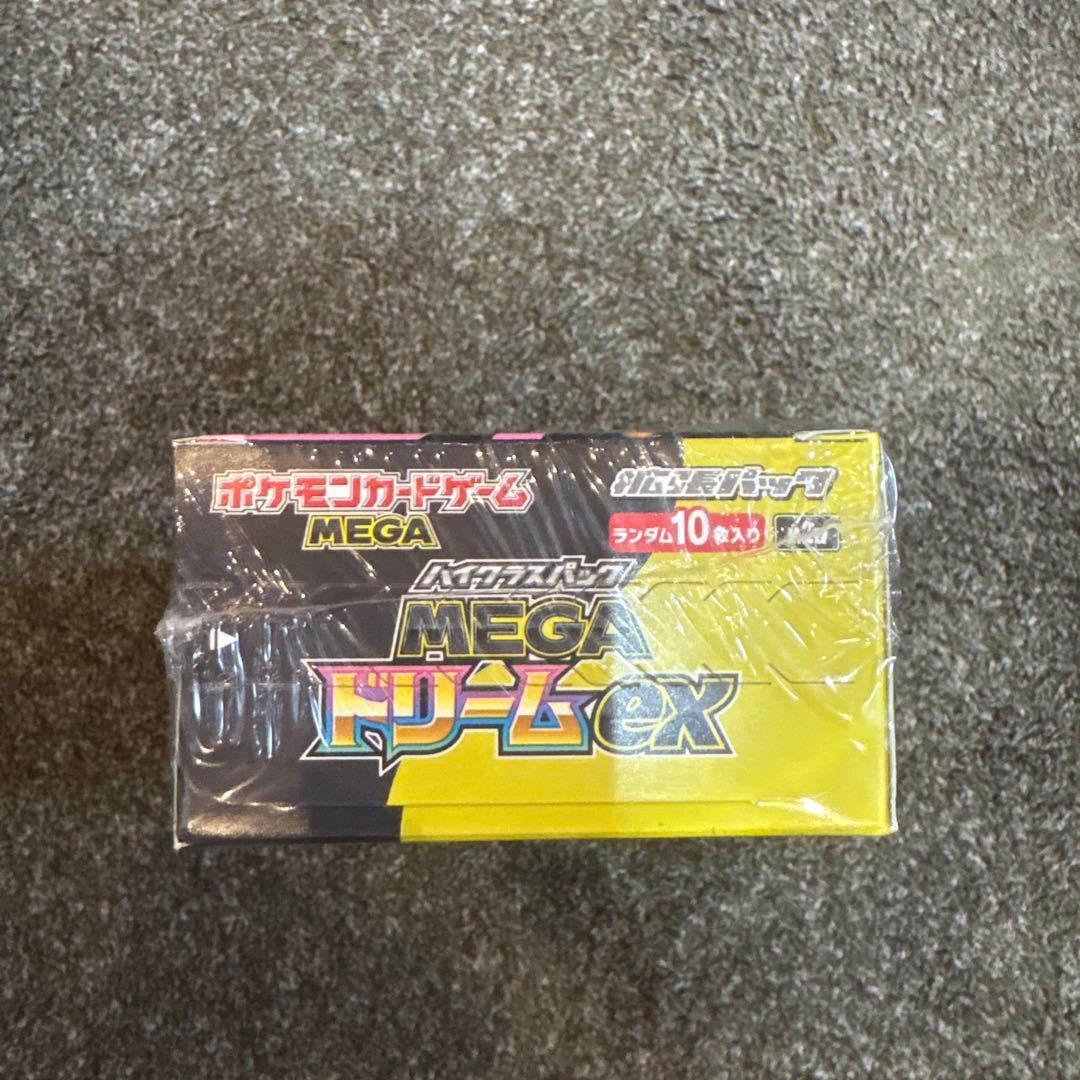 ポケモンカードゲーム
MEGA
拡張パック
ランダム10枚入り
ハイクラスパック
MEGA
ドリームex